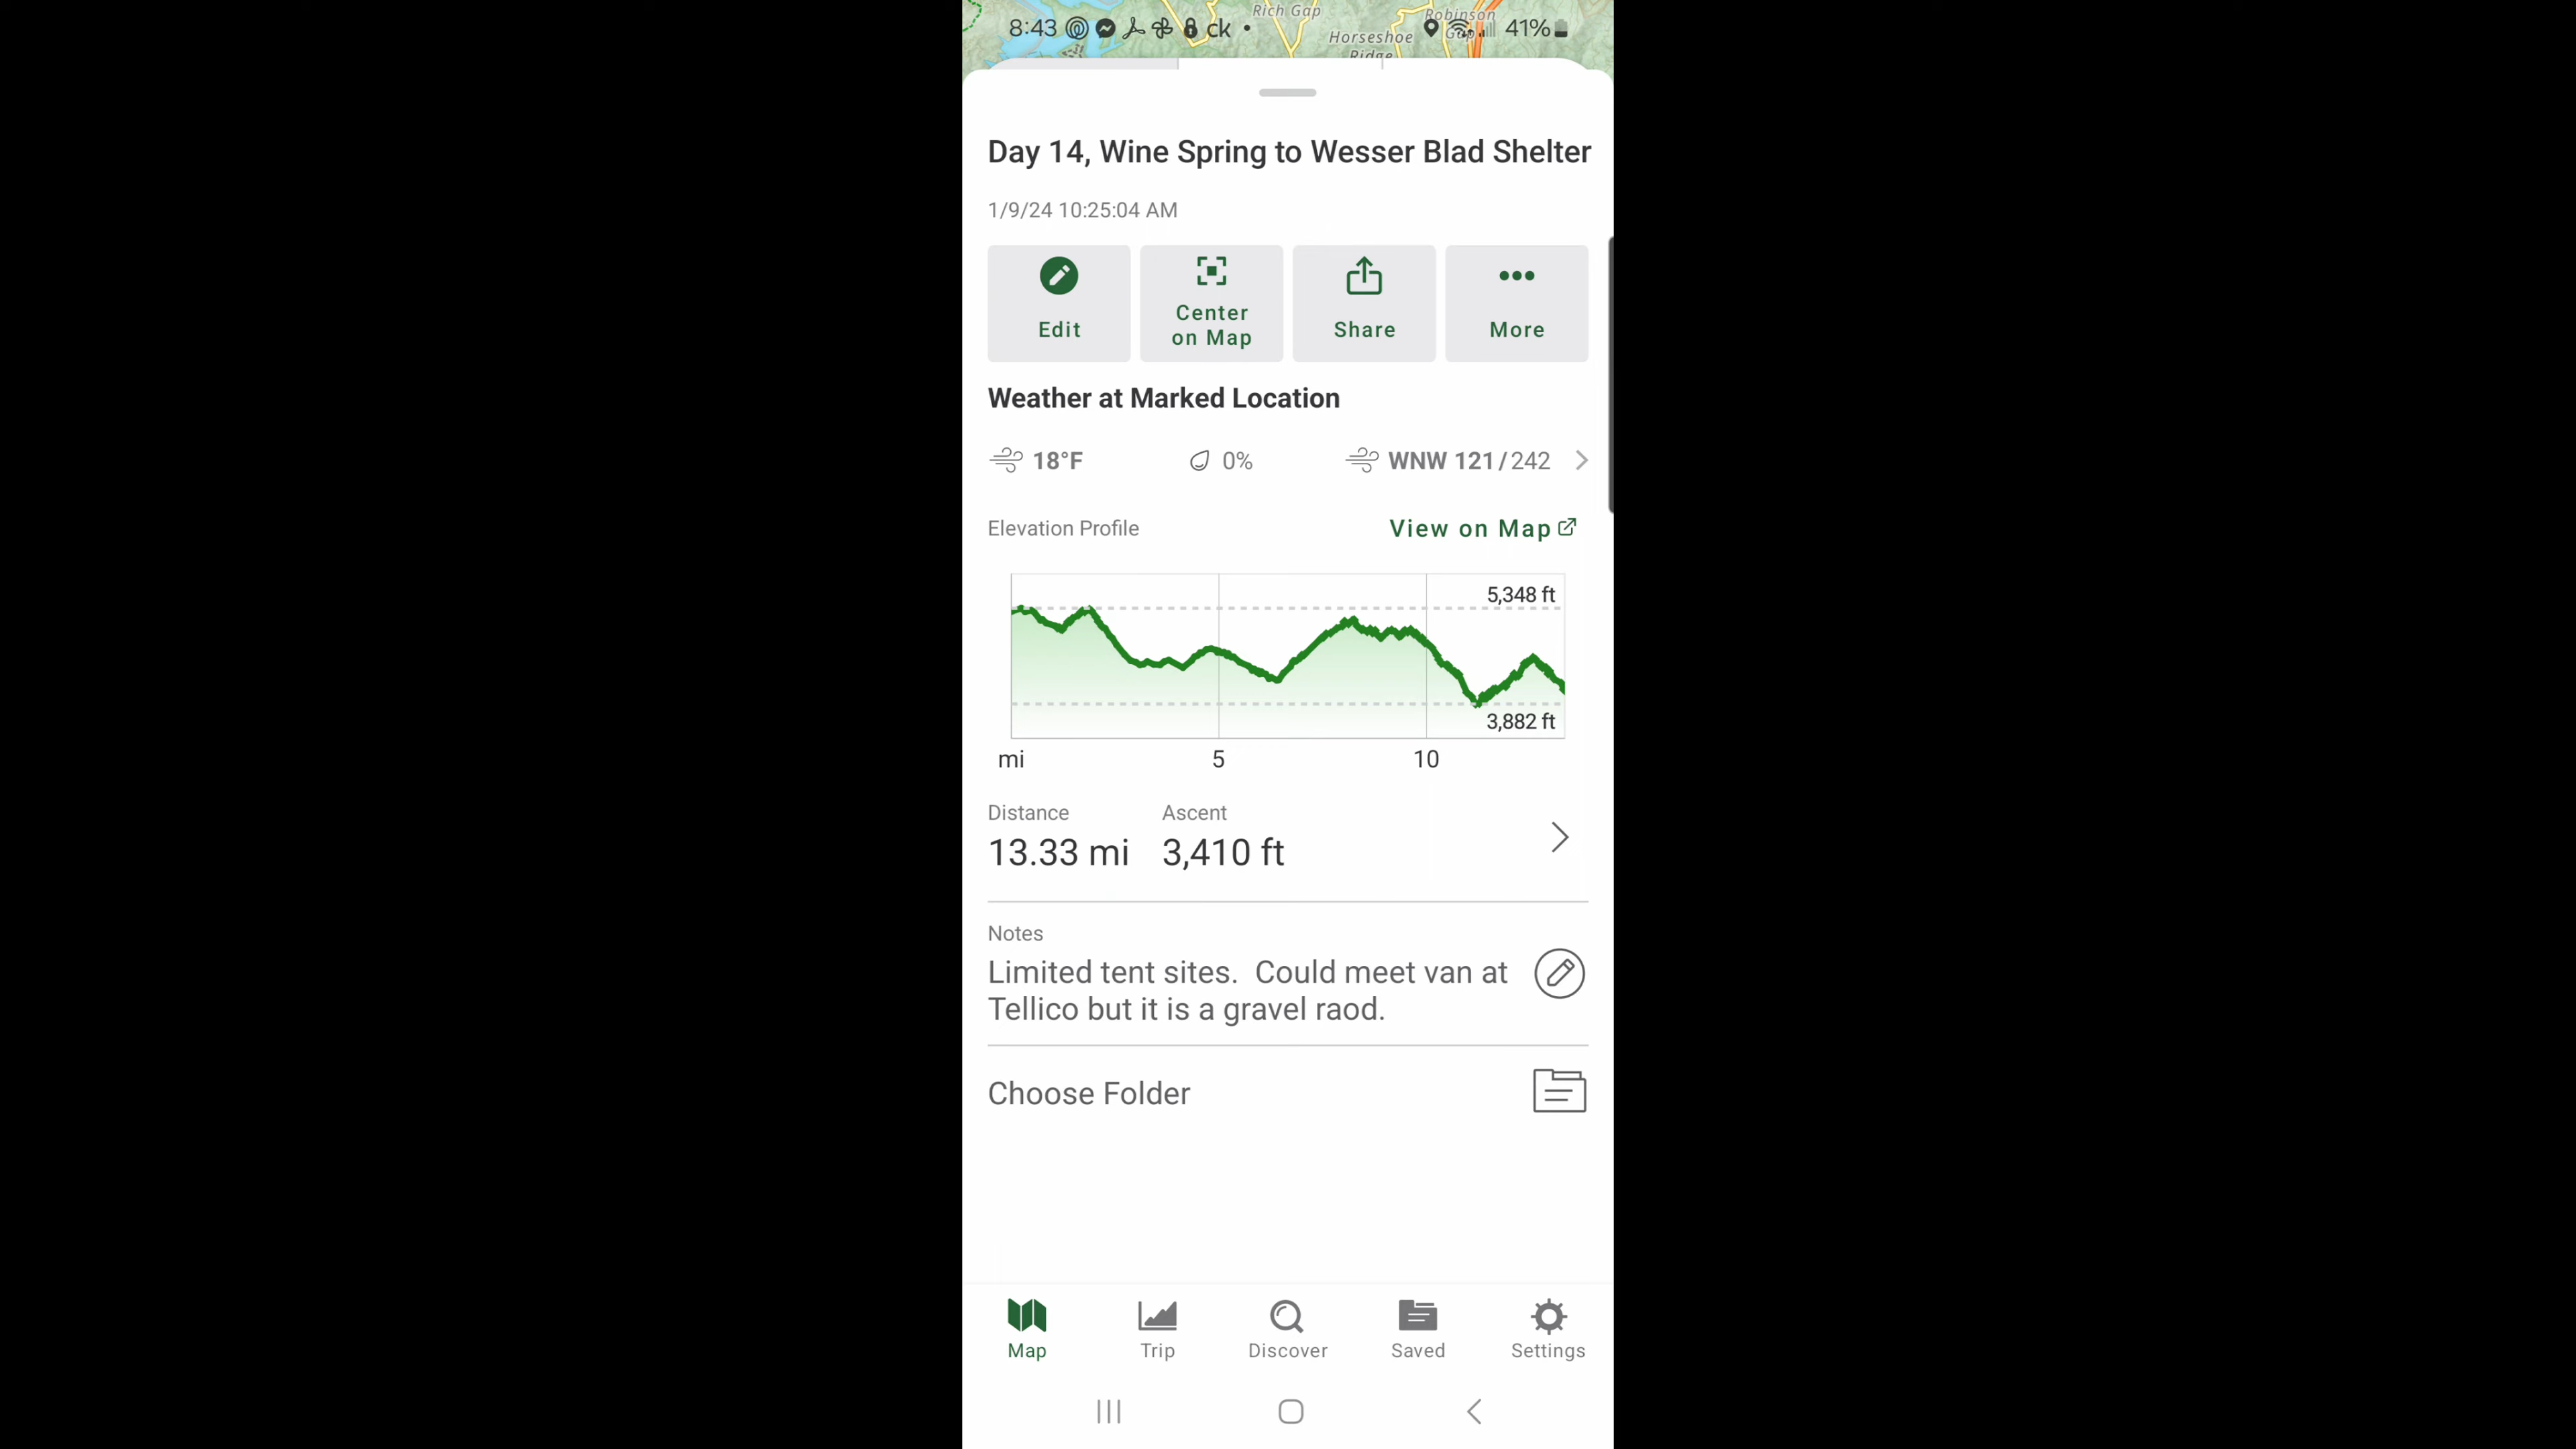 Rich Gap
Robinson
Gap
8:43 ck • 41%
Horseshoe
Ridge
Day 14, Wine Spring to Wesser Blad Shelter
1/9/24 10:25:04 AM
Edit
Center
on Map
Share
More
Weather at Marked Location
18°F 0% WNW 121/242
Elevation Profile View on Map
5,348 ft
3,882 ft
mi 5 10
Distance Ascent
13.33 mi 3,410 ft
Notes
Limited tent sites. Could meet van at
Tellico but it is a gravel raod.
Choose Folder
Map Trip Discover Saved Settings